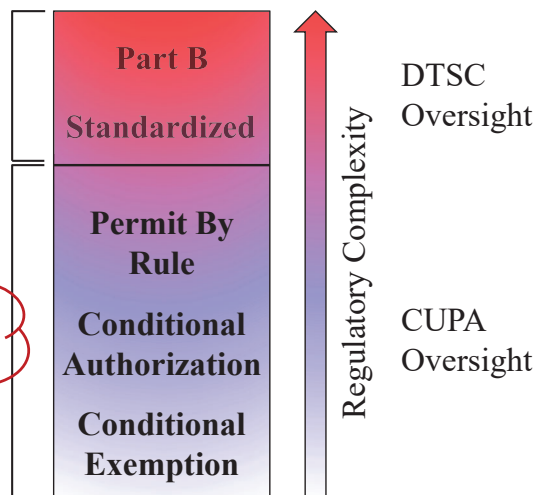 Part B
Standardized
Permit By
Rule
Conditional
Authorization
Conditional
Exemption
Regulatory Complexity
DTSC
Oversight
CUPA
Oversight